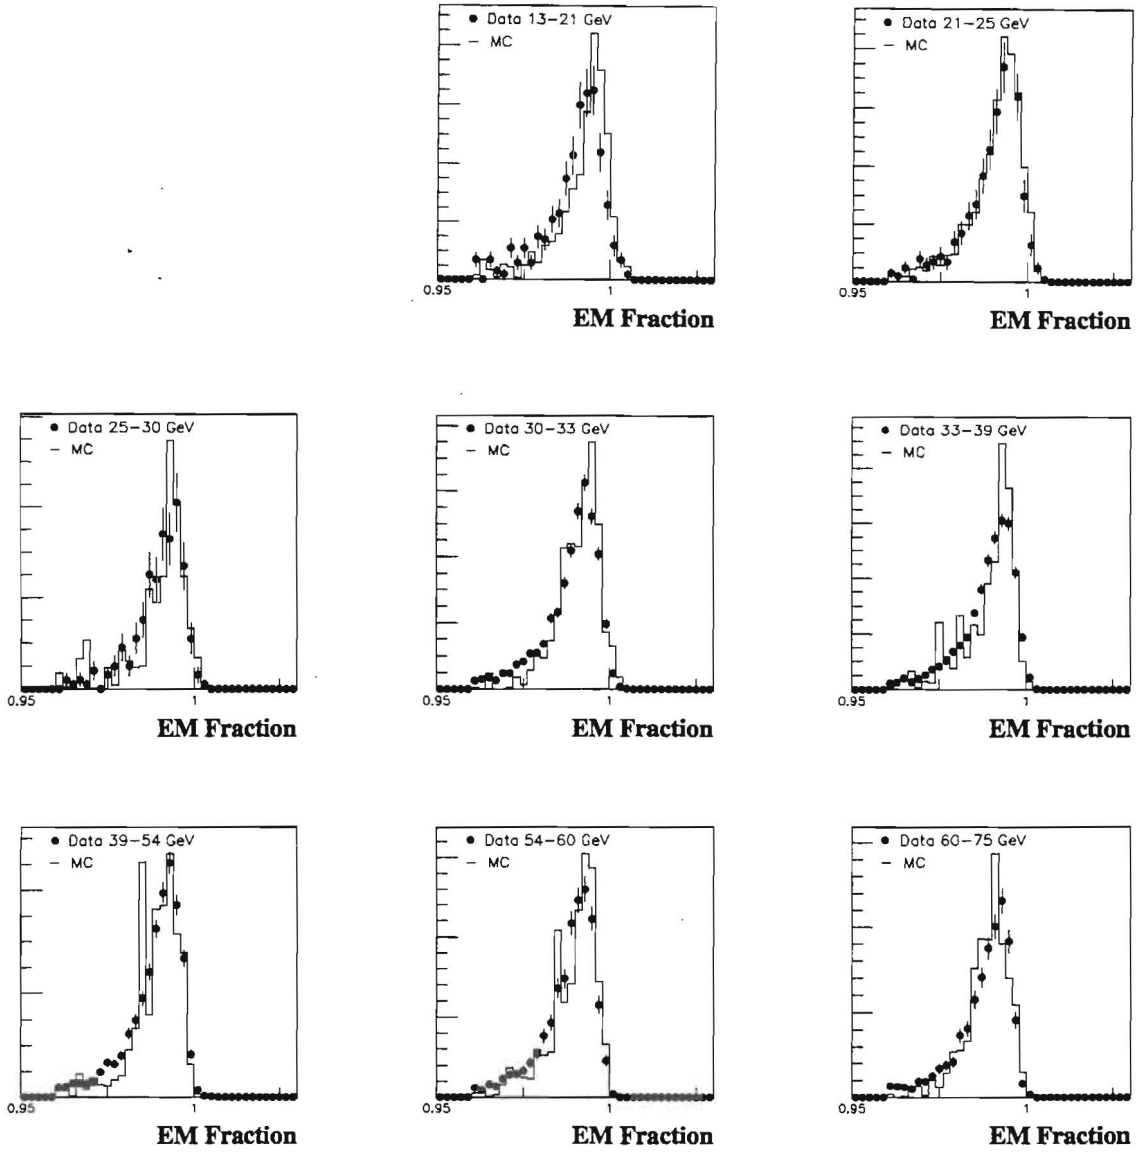 Data 13-21 GeV
MC
0.95
1
EM Fraction
Data 21-25 GeV
MC
0.95
1
EM Fraction
Data 25-30 GeV
MC
0.95
1
EM Fraction
Data 30-33 GeV
MC
0.95
1
EM Fraction
Data 33-39 GeV
MC
0.95
1
EM Fraction
Data 39-54 GeV
MC
0.95
1
EM Fraction
Data 54-60 GeV
MC
0.95
1
EM Fraction
Data 60-75 GeV
MC
0.95
1
EM Fraction